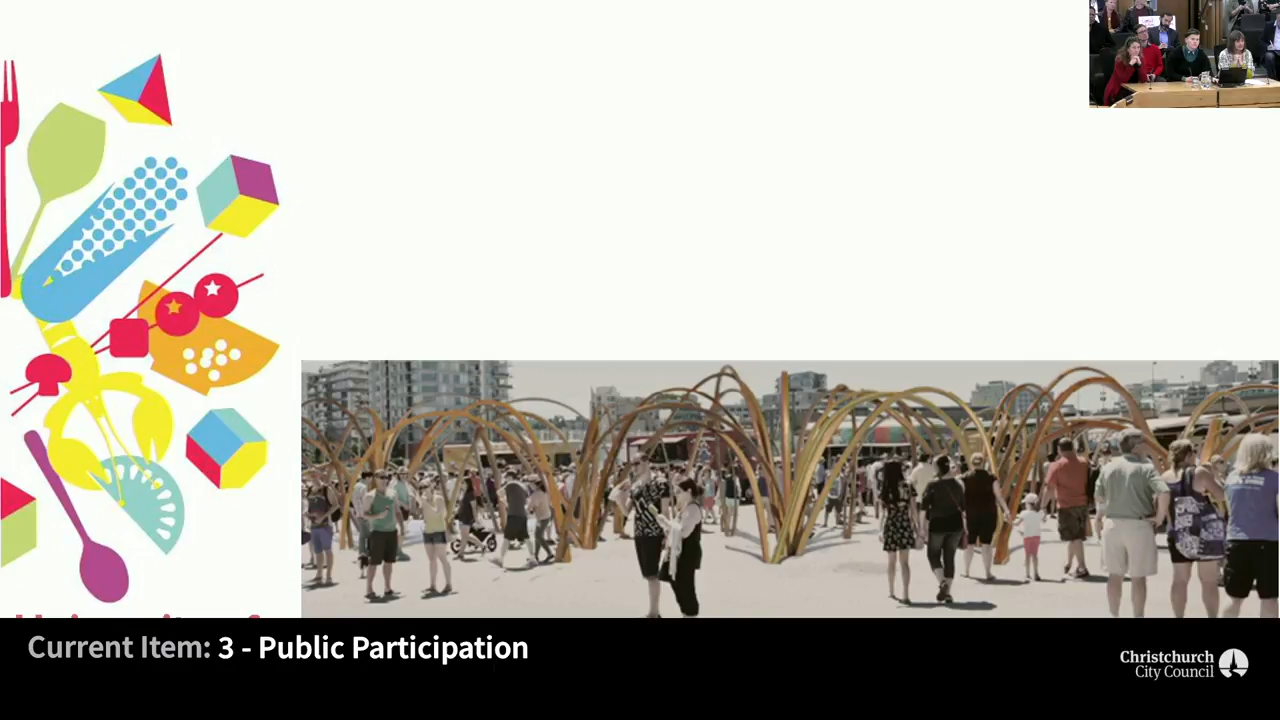 Current Item: 3 - Public Participation
Christchurch
City Council